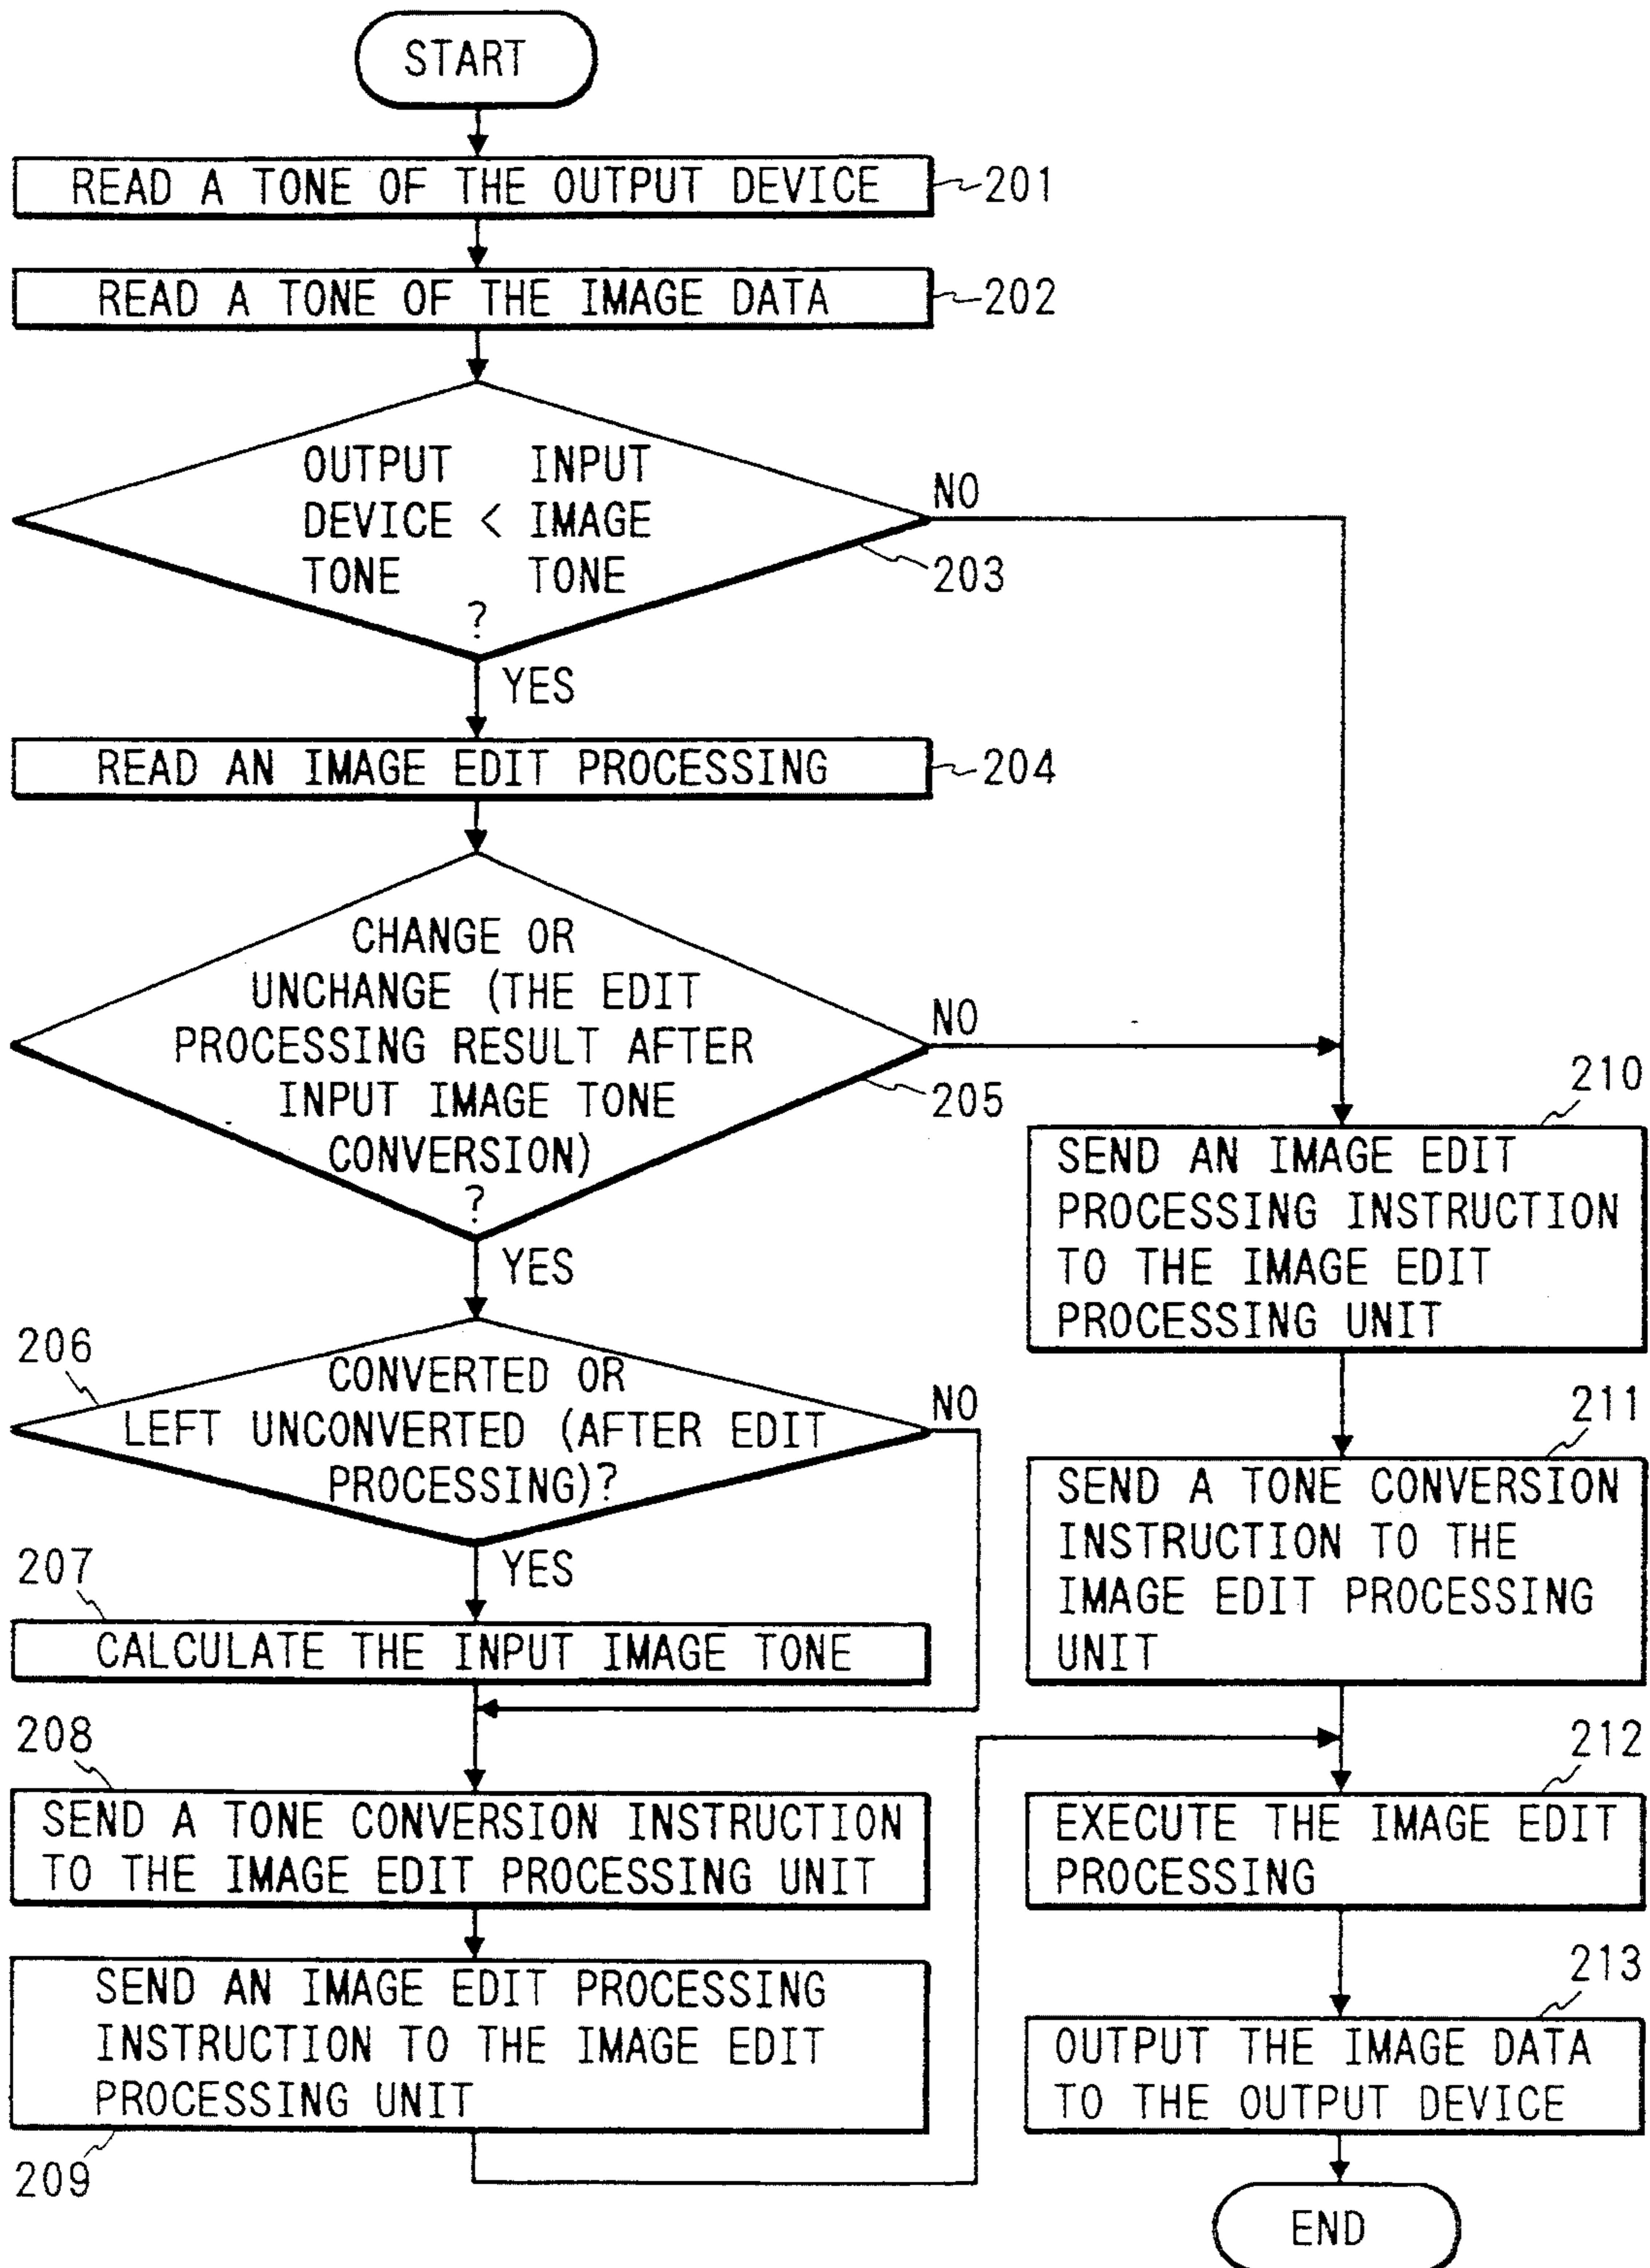 START
READ A TONE OF THE OUTPUT DEVICE
201
READ A TONE OF THE IMAGE DATA
202
OUTPUT INPUT
DEVICE < IMAGE
TONE TONE
?
NO
203
YES
READ AN IMAGE EDIT PROCESSING
204
CHANGE OR
UNCHANGE (THE EDIT
PROCESSING RESULT AFTER
INPUT IMAGE TONE
CONVERSION)
?
NO
205
YES
206
CONVERTED OR
LEFT UNCONVERTED (AFTER EDIT
PROCESSING)?
NO
YES
207
CALCULATE THE INPUT IMAGE TONE
208
SEND A TONE CONVERSION INSTRUCTION
TO THE IMAGE EDIT PROCESSING UNIT
SEND AN IMAGE EDIT PROCESSING
INSTRUCTION TO THE IMAGE EDIT
PROCESSING UNIT
209
210
SEND AN IMAGE EDIT
PROCESSING INSTRUCTION
TO THE IMAGE EDIT
PROCESSING UNIT
211
SEND A TONE CONVERSION
INSTRUCTION TO THE
IMAGE EDIT PROCESSING
UNIT
212
EXECUTE THE IMAGE EDIT
PROCESSING
213
OUTPUT THE IMAGE DATA
TO THE OUTPUT DEVICE
END